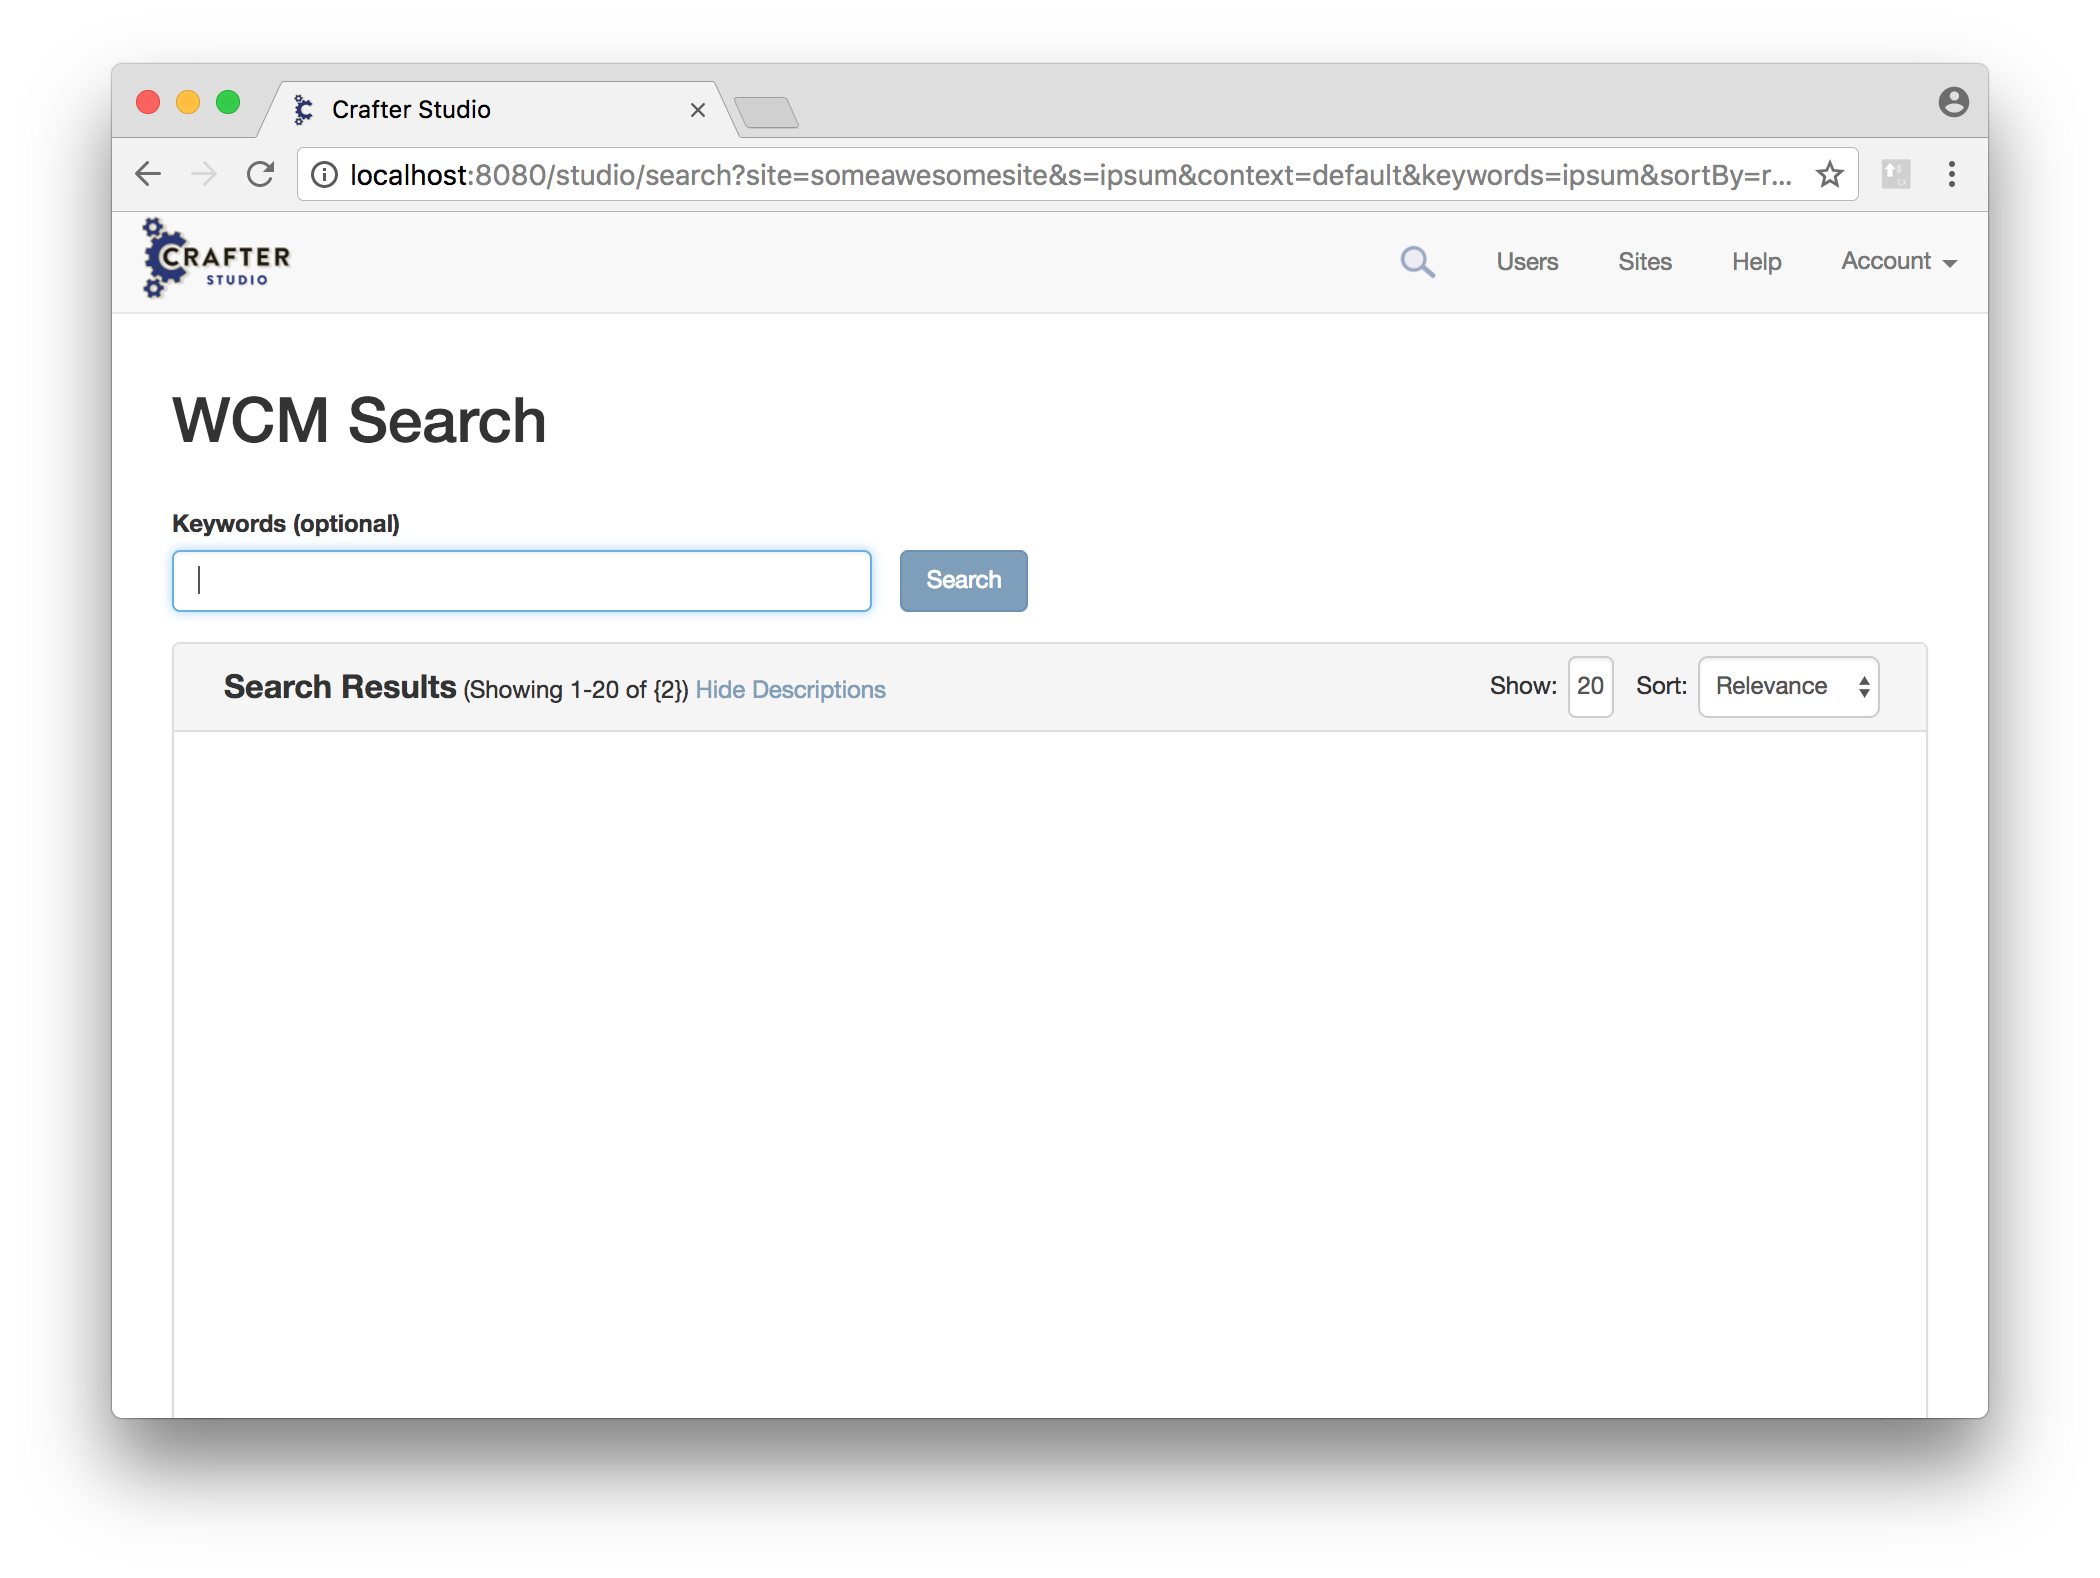 Crafter Studio
localhost:8080/studio/search?site=someawesomesite&s=ipsum&context=default&keywords=ipsum&sortBy=r...
CRAFTER
STUDIO
Users Sites Help Account
WCM Search
Keywords (optional)
Search
Search Results (Showing 1-20 of {2}) Hide Descriptions Show: 20 Sort: Relevance